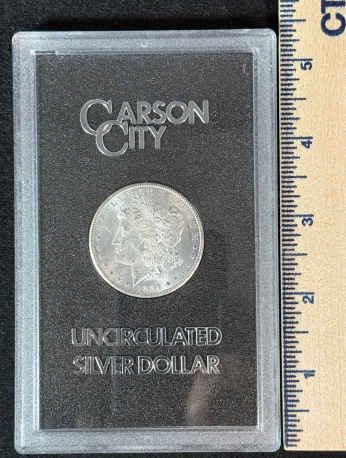 CARSON
CITY
UNCIRCULATED
SILVER DOLLAR
CT
5
4
3
2
1